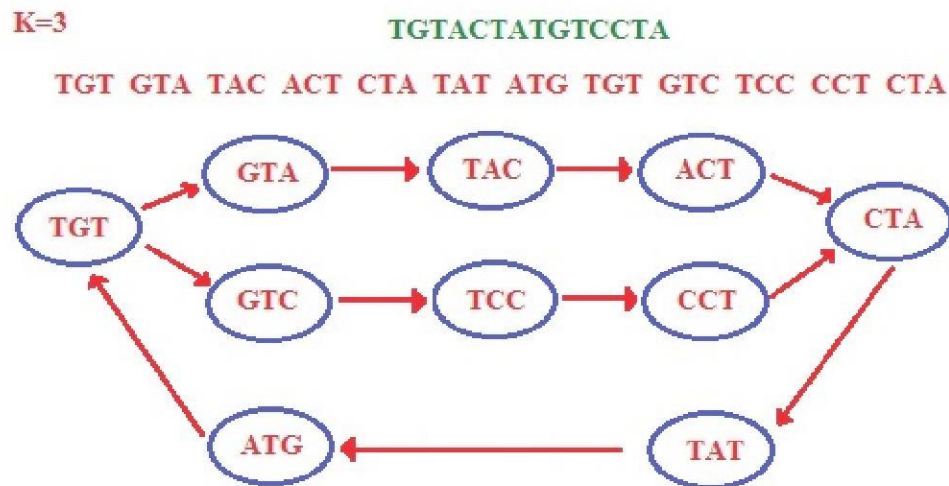 K=3
TGTACTATGTCCTA
TGT GTA TAC ACT CTA TAT ATG TGT GTC TCC CCT CTA
GTA TAC ACT
TGT CTA
GTC TCC CCT
ATG TAT